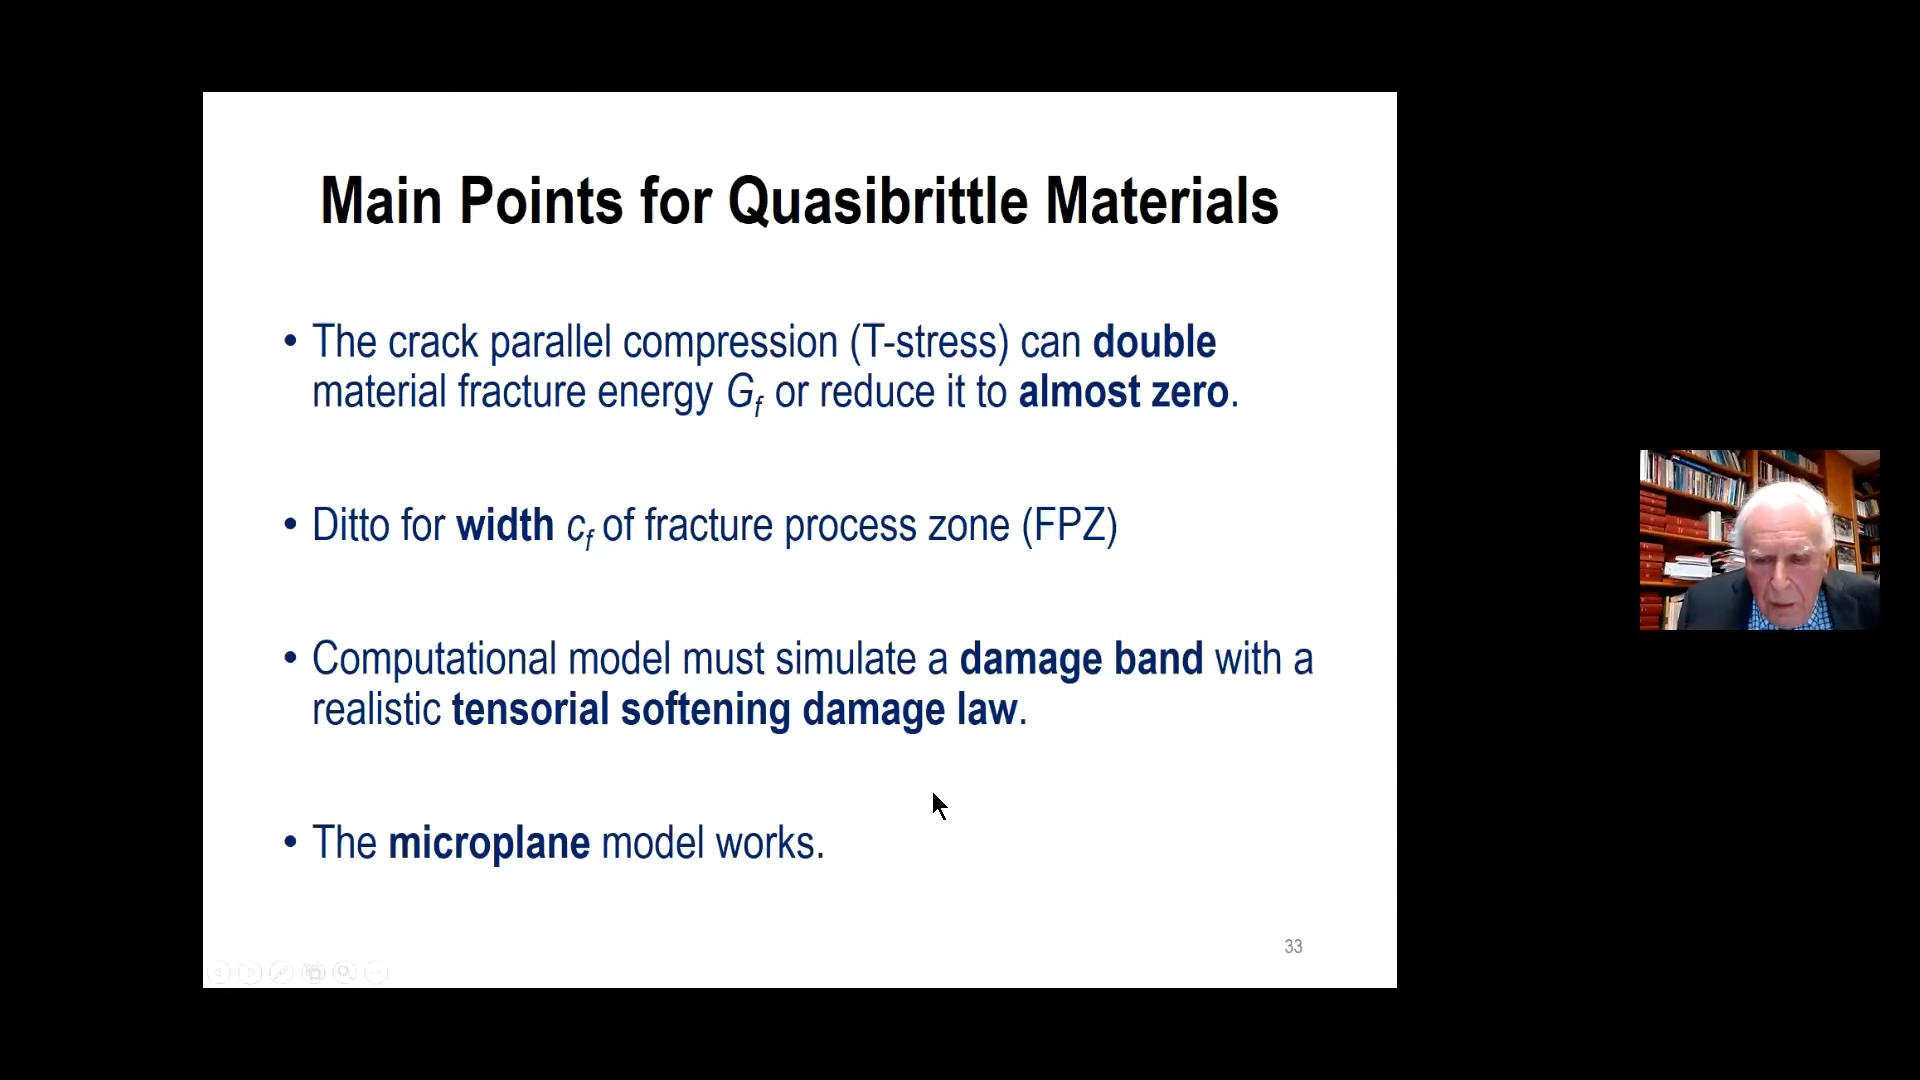 Main Points for Quasibrittle Materials
• The crack parallel compression (T-stress) can double
material fracture energy Gf or reduce it to almost zero.
• Ditto for width cf of fracture process zone (FPZ)
• Computational model must simulate a damage band with a
realistic tensorial softening damage law.
• The microplane model works.
33